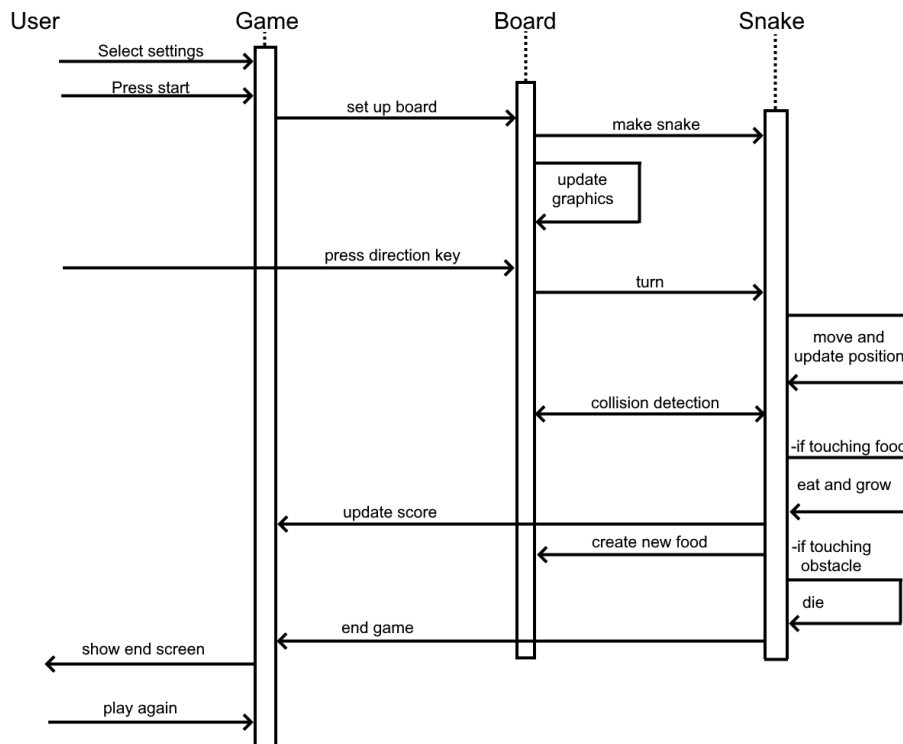 User
Game
Board
Snake
Select settings
Press start
set up board
make snake
update
graphics
press direction key
turn
move and
update position
collision detection
-if touching food
eat and grow
update score
create new food
-if touching
obstacle
die
end game
show end screen
play again